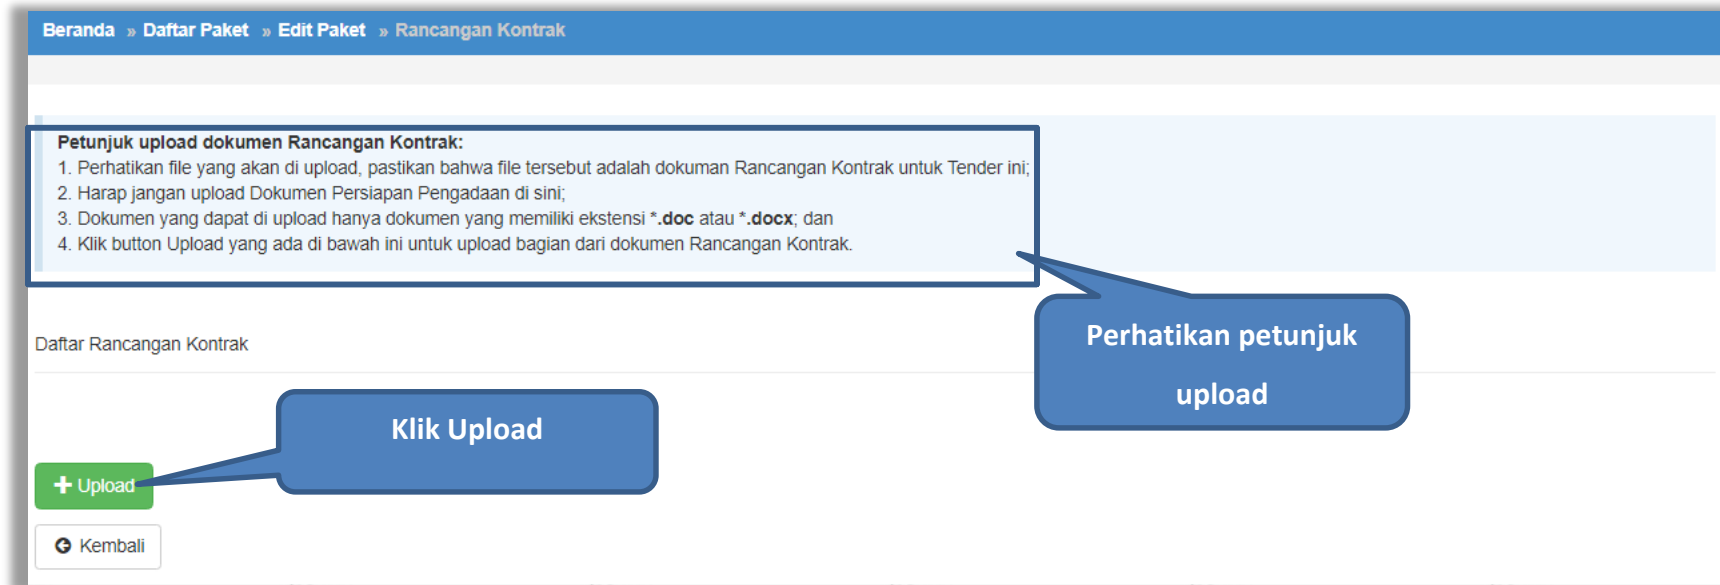 Beranda » Daftar Paket » Edit Paket » Rancangan Kontrak
Petunjuk upload dokumen Rancangan Kontrak:
1. Perhatikan file yang akan di upload, pastikan bahwa file tersebut adalah dokuman Rancangan Kontrak untuk Tender ini;
2. Harap jangan upload Dokumen Persiapan Pengadaan di sini;
3. Dokumen yang dapat di upload hanya dokumen yang memiliki ekstensi *.doc atau *.docx; dan
4. Klik button Upload yang ada di bawah ini untuk upload bagian dari dokumen Rancangan Kontrak.
Perhatikan petunjuk
upload
Daftar Rancangan Kontrak
Klik Upload
Upload
Kembali